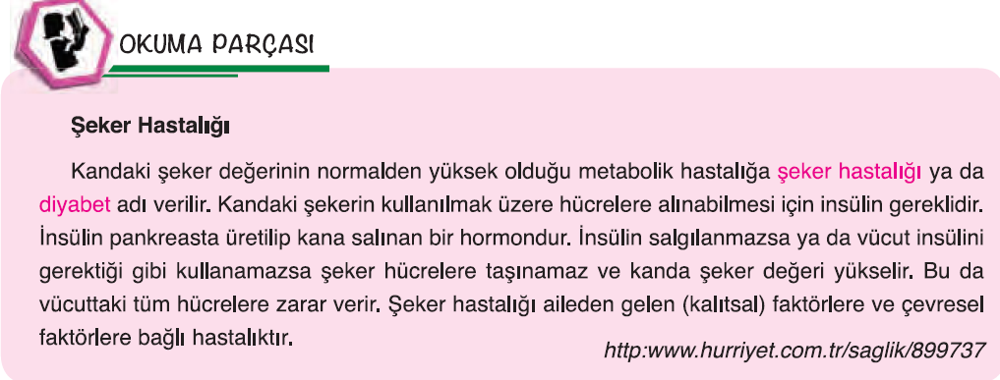 OKUMA PARÇASI
Şeker Hastalığı
Kandaki şeker değerinin normalden yüksek olduğu metabolik hastalığa şeker hastalığı ya da
diyabet adı verilir. Kandaki şekerin kullanılmak üzere hücrelere alınabilmesi için insülin gereklidir.
İnsülin pankreasta üretilip kana salınan bir hormondur. İnsülin salgılanmazsa ya da vücut insülini
gerektiği gibi kullanamazsa şeker hücrelere taşınamaz ve kanda şeker değeri yükselir. Bu da
vücuttaki tüm hücrelere zarar verir. Şeker hastalığı aileden gelen (kalıtsal) faktörlere ve çevresel
faktörlere bağlı hastalıktır.
http:www.hurriyet.com.tr/saglik/899737